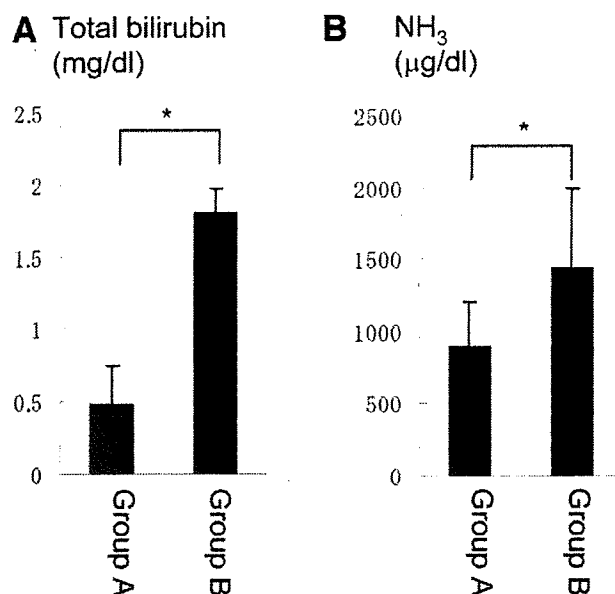 A Total bilirubin
(mg/dl)
2.5
2
1.5
1
0.5
0
*
Group A
Group B
B NH₃
(µg/dl)
2500
2000
1500
1000
500
0
*
Group A
Group B